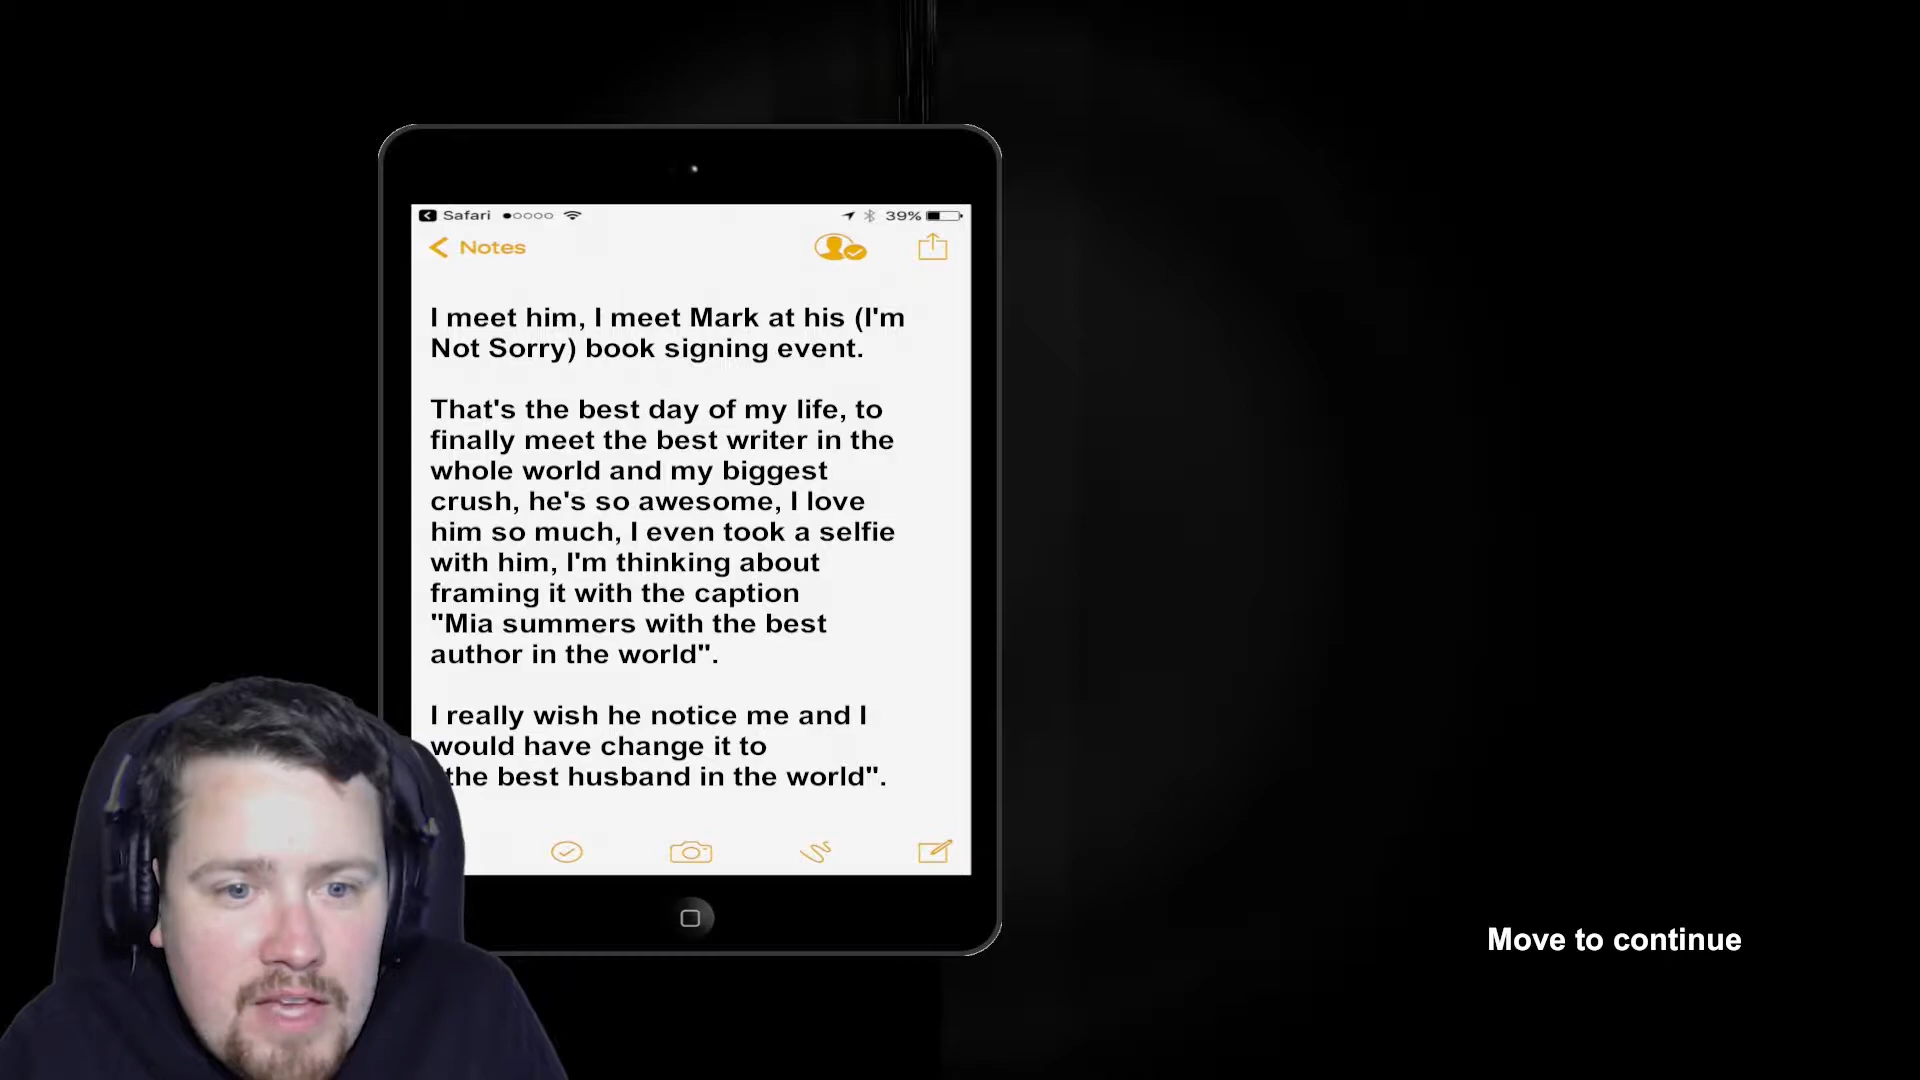 Safari 39%
Notes
I meet him, I meet Mark at his (I'm
Not Sorry) book signing event.
That's the best day of my life, to
finally meet the best writer in the
whole world and my biggest
crush, he's so awesome, I love
him so much, I even took a selfie
with him, I'm thinking about
framing it with the caption
"Mia summers with the best
author in the world".
I really wish he notice me and I
would have change it to
the best husband in the world".
Move to continue